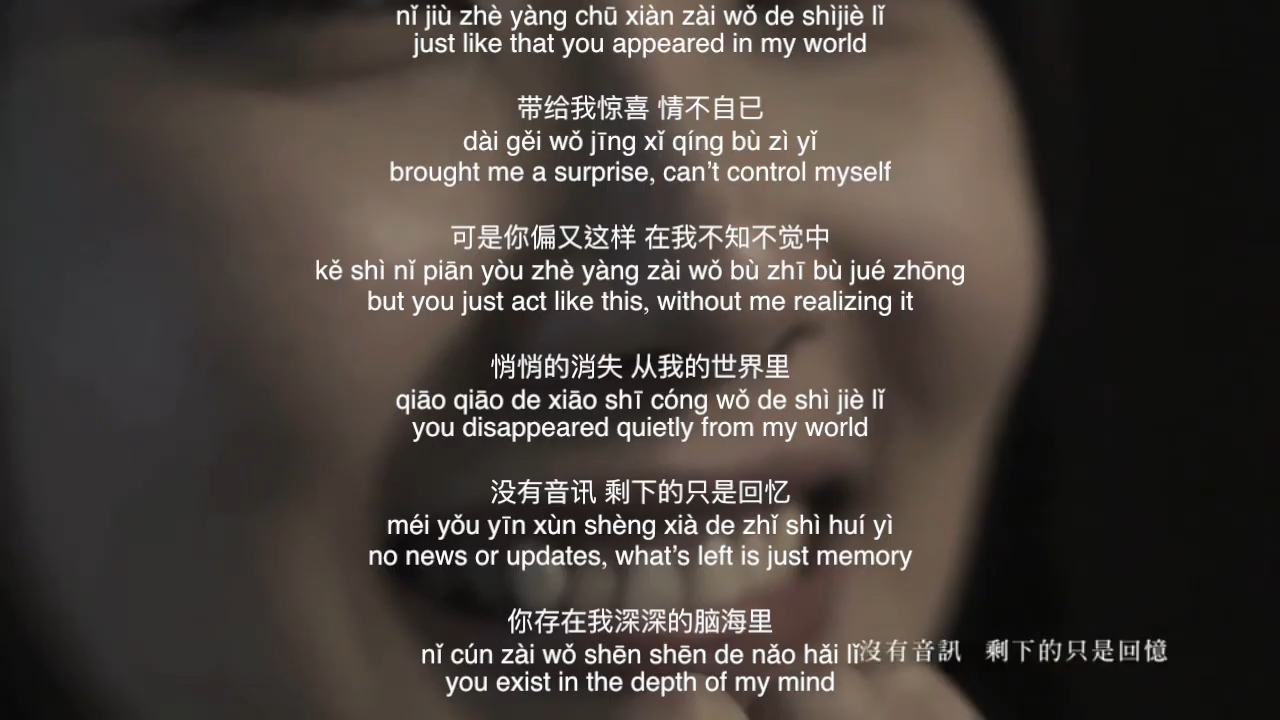 nǐ jiù zhè yàng chū xiàn zài wǒ de shìjiè lǐ
just like that you appeared in my world
带给我惊喜 情不自已
dài gěi wǒ jīng xǐ qíng bù zì yǐ
brought me a surprise, can’t control myself
可是你偏又这样 在我不知不觉中
kě shì nǐ piān yòu zhè yàng zài wǒ bù zhī bù jué zhōng
but you just act like this, without me realizing it
悄悄的消失 从我的世界里
qiāo qiāo de xiāo shī cóng wǒ de shì jiè lǐ
you disappeared quietly from my world
没有音讯 剩下的只是回忆
méi yǒu yīn xùn shèng xià de zhǐ shì huí yì
no news or updates, what’s left is just memory
你存在我深深的脑海里
nǐ cún zài wǒ shēn shēn de nǎo hǎi lǐ
沒有音訊 剩下的只是回憶
you exist in the depth of my mind